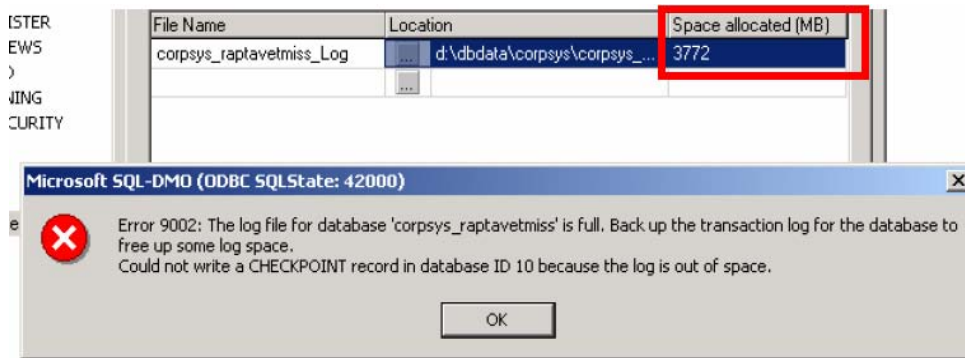 ISTER
EWS
NING
CURITY
File Name Location Space allocated (MB)
corpsys_raptavetmiss_Log ... d:\dbdata\corpsys\corpsys_... 3772
...
Microsoft SQL-DMO (ODBC SQLState: 42000)
e
Error 9002: The log file for database 'corpsys_raptavetmiss' is full. Back up the transaction log for the database to
free up some log space.
Could not write a CHECKPOINT record in database ID 10 because the log is out of space.
OK